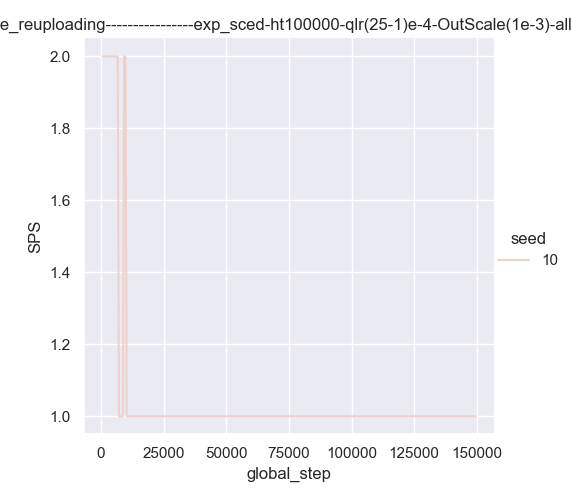 e_reuploading----------------exp_sced-ht100000-qlr(25-1)e-4-OutScale(1e-3)-all
2.0
1.8
1.6
1.4
1.2
1.0
SPS
seed
10
0 25000 50000 75000 100000 125000 150000
global_step